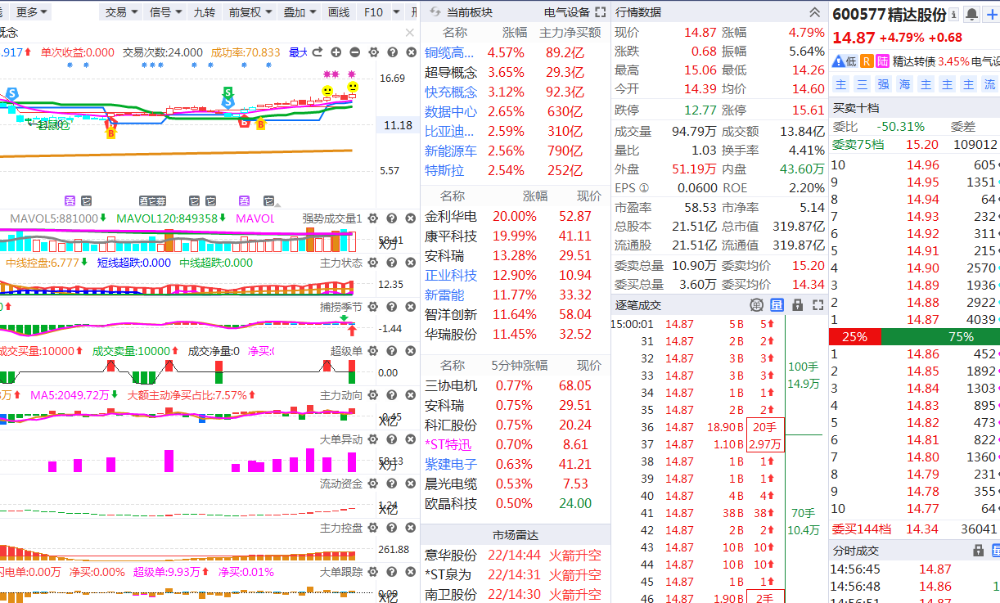 更多 交易 信号 九转 前复权 叠加 画线 F10
概念
.917 单次收益:0.000 交易次数:24.000 成功率:70.833 最大
16.69
11.18
5.57
MAVOL5:881000 MAVOL120:849358 MAVOL 强势成交量1
58.41
X万
中线控盘:6.777 短线超跌:0.000 中线超跌:0.000 主力状态
12.35
0 捕捞季节
-1.44
成交买量:10000 成交卖量:10000 成交净量:0 净买:( 超级单
0.00
万 MA5:2049.72万 大额主动净买占比:7.57% 主力动向
-0.45
X亿
大单异动
58.13
X万
流动资金
1.24
X亿
主力控盘
261.88
闪电单:0.00万 净买:0.00% 超级单:9.93万 净买:0.01% 大单跟踪
0.09
X亿
当前板块 电气设备
名称 涨幅 主力净买额
铜缆高... 4.57% 89.2亿
超导概念 3.65% 29.3亿
快充概念 3.12% 92.3亿
数据中心 2.65% 630亿
比亚迪... 2.59% 310亿
新能源车 2.56% 790亿
特斯拉 2.54% 252亿
名称 涨幅 现价
金利华电 20.00% 52.87
康平科技 19.99% 41.11
安科瑞 13.28% 29.51
正业科技 12.90% 10.94
新雷能 11.77% 33.32
智洋创新 11.64% 58.04
华瑞股份 11.45% 32.52
名称 5分钟涨幅 现价
三协电机 0.77% 68.05
安科瑞 0.75% 29.51
科汇股份 0.75% 20.24
*ST特迅 0.70% 8.61
紫建电子 0.63% 41.21
晨光电缆 0.53% 7.53
欧晶科技 0.50% 24.00
市场雷达
意华股份 22/14:44 火箭升空
*ST泉为 22/14:31 火箭升空
南卫股份 22/14:30 火箭升空
行情数据
现价 14.87 涨幅 4.79%
涨跌 0.68 振幅 5.64%
最高 15.06 最低 14.26
今开 14.39 均价 14.60
跌停 12.77 涨停 15.61
成交量 94.79万 成交额 13.84亿
量比 1.03 换手率 4.41%
外盘 51.19万 内盘 43.60万
EPS ① 0.0600 ROE 2.20%
市盈率 58.53 市净率 5.14
总股本 21.51亿 总市值 319.87亿
流通股 21.51亿 流通值 319.87亿
委卖总量 10.90万 委卖均价 15.20
委买总量 3.60万 委买均价 14.34
逐笔成交 单 量
15:00:01 14.87 5B 5
31 14.87 2B 2
32 14.87 3B 3
33 14.87 3B 3
34 14.87 1B 1
35 14.87 2B 2
36 14.87 18.90B 20手
37 14.87 1.10B 2.97万
38 14.87 1B 1
39 14.87 1B 1
40 14.87 4B 4
41 14.87 38B 38
42 14.87 2B 2
43 14.87 10B 10
44 14.87 10B 10
45 14.87 1B 1
46 14.87 1.90B 2手
100手
14.9万
70手
10.4万
600577 精达股份
14.87 +4.79% +0.68
低 R 陆 精达转债 3.45% 电气设
主 三 强 海 主 主 主 流
买卖十档
委比 -50.31% 委差
委卖75档 15.20 109012
10 14.96 605
9 14.95 1351
8 14.94 64
7 14.93 232
6 14.92 311
5 14.91 215
4 14.90 2570
3 14.89 1936
2 14.88 2922
1 14.87 4039
25% 75%
1 14.86 452
2 14.85 1892
3 14.84 1303
4 14.83 895
5 14.82 473
6 14.81 822
7 14.80 1360
8 14.79 231
9 14.78 355
10 14.77 64
委买144档 14.34 36041
分时成交
14:56:45 14.87
14:56:48 14.86 1
14:56:51 14.87